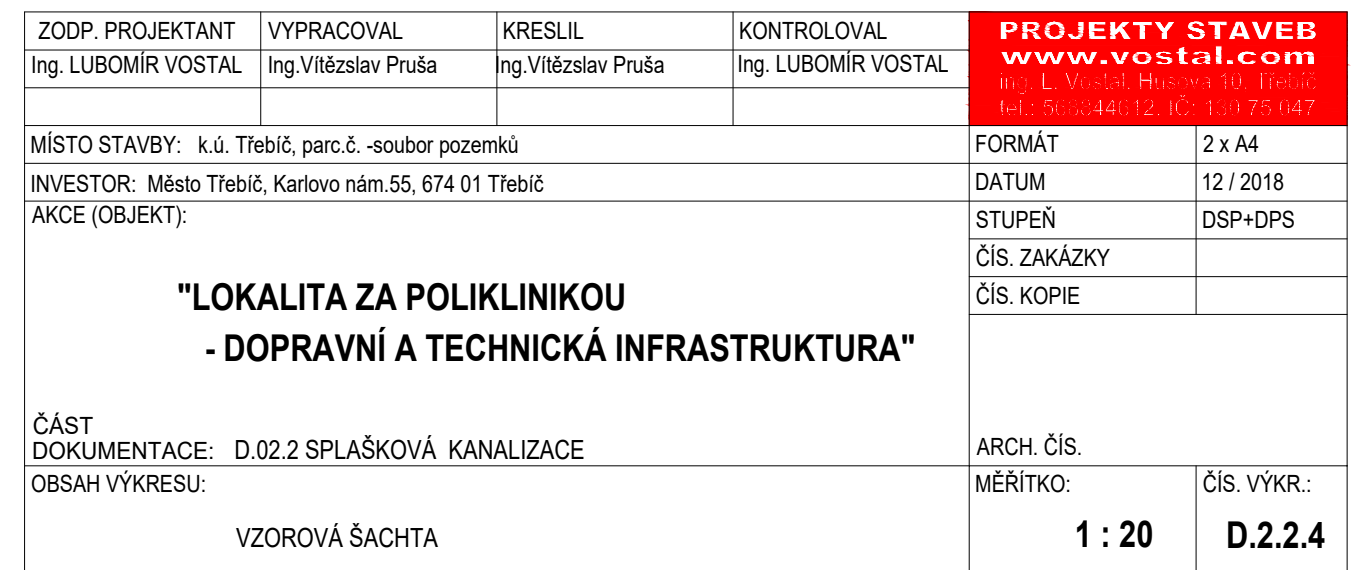 ZODP. PROJEKTANT VYPRACOVAL KRESLIL KONTROLOVAL
Ing. LUBOMÍR VOSTAL Ing.Vítězslav Pruša Ing.Vítězslav Pruša Ing. LUBOMÍR VOSTAL
PROJEKTY STAVEB
www.vostal.com
ing. L. Vostal, Husova 10, Třebíč
tel.: 568844612, IČ: 130 75 047
MÍSTO STAVBY: k.ú. Třebíč, parc.č. -soubor pozemků
FORMÁT 2 x A4
INVESTOR: Město Třebíč, Karlovo nám.55, 674 01 Třebíč
DATUM 12 / 2018
AKCE (OBJEKT):
STUPEŇ DSP+DPS
ČÍS. ZAKÁZKY
ČÍS. KOPIE
"LOKALITA ZA POLIKLINIKOU
- DOPRAVNÍ A TECHNICKÁ INFRASTRUKTURA"
ČÁST
DOKUMENTACE: D.02.2 SPLAŠKOVÁ KANALIZACE
ARCH. ČÍS.
OBSAH VÝKRESU:
VZOROVÁ ŠACHTA
MĚŘÍTKO: ČÍS. VÝKR.:
1 : 20 D.2.2.4